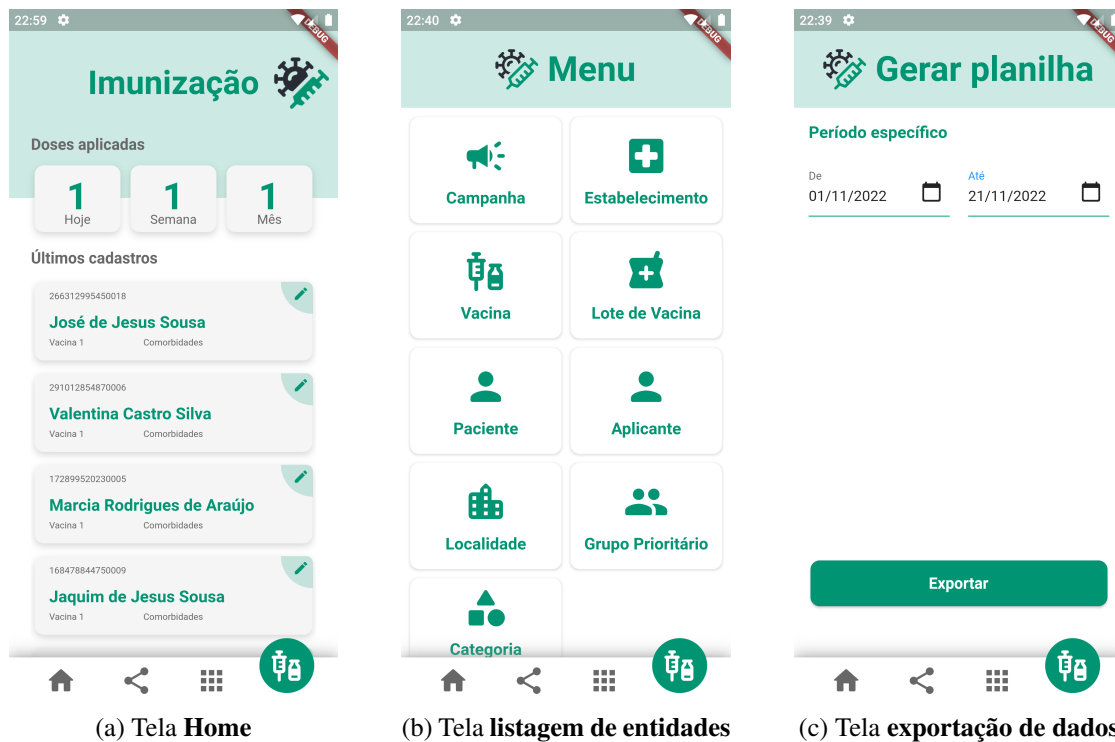 22:59
DEBUG
Imunização
Doses aplicadas
1 1 1
Hoje Semana Mês
Últimos cadastros
266312995450018
José de Jesus Sousa
Vacina 1 Comorbidades
291012854870006
Valentina Castro Silva
Vacina 1 Comorbidades
172899520230005
Marcia Rodrigues de Araújo
Vacina 1 Comorbidades
168478844750009
Jaquim de Jesus Sousa
Vacina 1 Comorbidades
(a) Tela Home
22:40
DEBUG
Menu
Campanha Estabelecimento
Vacina Lote de Vacina
Paciente Aplicante
Localidade Grupo Prioritário
Categoria
(b) Tela listagem de entidades
22:39
DEBUG
Gerar planilha
Período específico
De Até
01/11/2022 21/11/2022
Exportar
(c) Tela exportação de dados